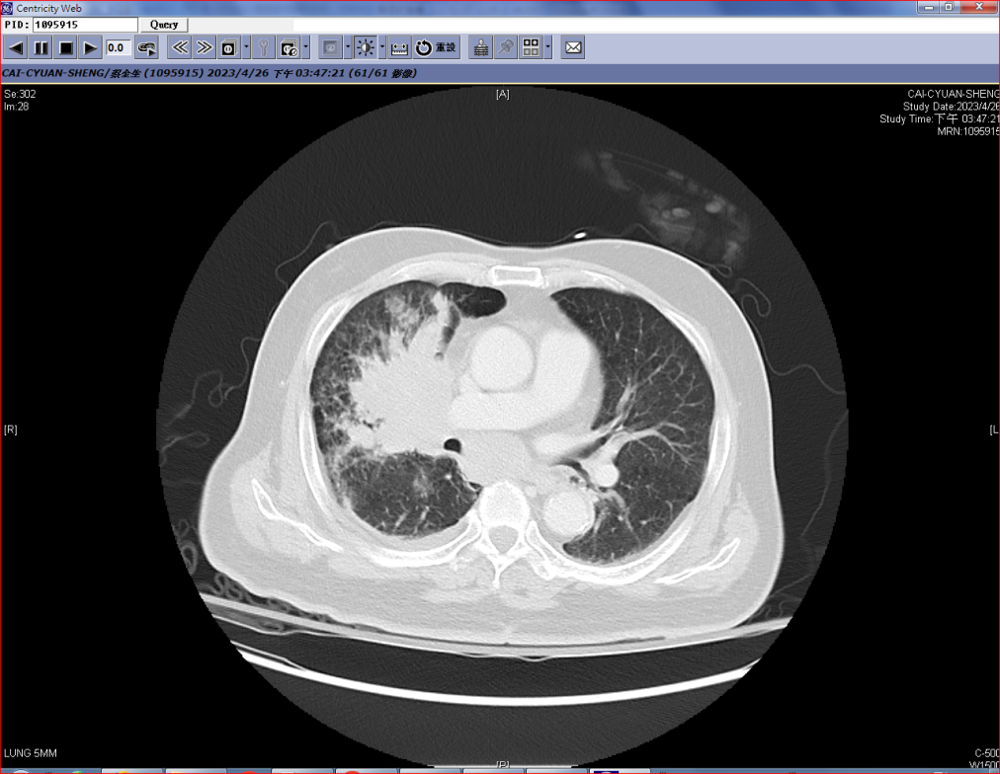 Centricity Web
PID: 1095915 Query
0.0 重設
CAI-CYUAN-SHENG/蔡全生 (1095915) 2023/4/26 下午 03:47:21 (61/61 影像)
Se:302
Im:28
[A]
CAI-CYUAN-SHENG
Study Date:2023/4/26
Study Time:下午 03:47:21
MRN:1095915
[R]
[L
LUNG 5MM
[P]
C-500
W1500